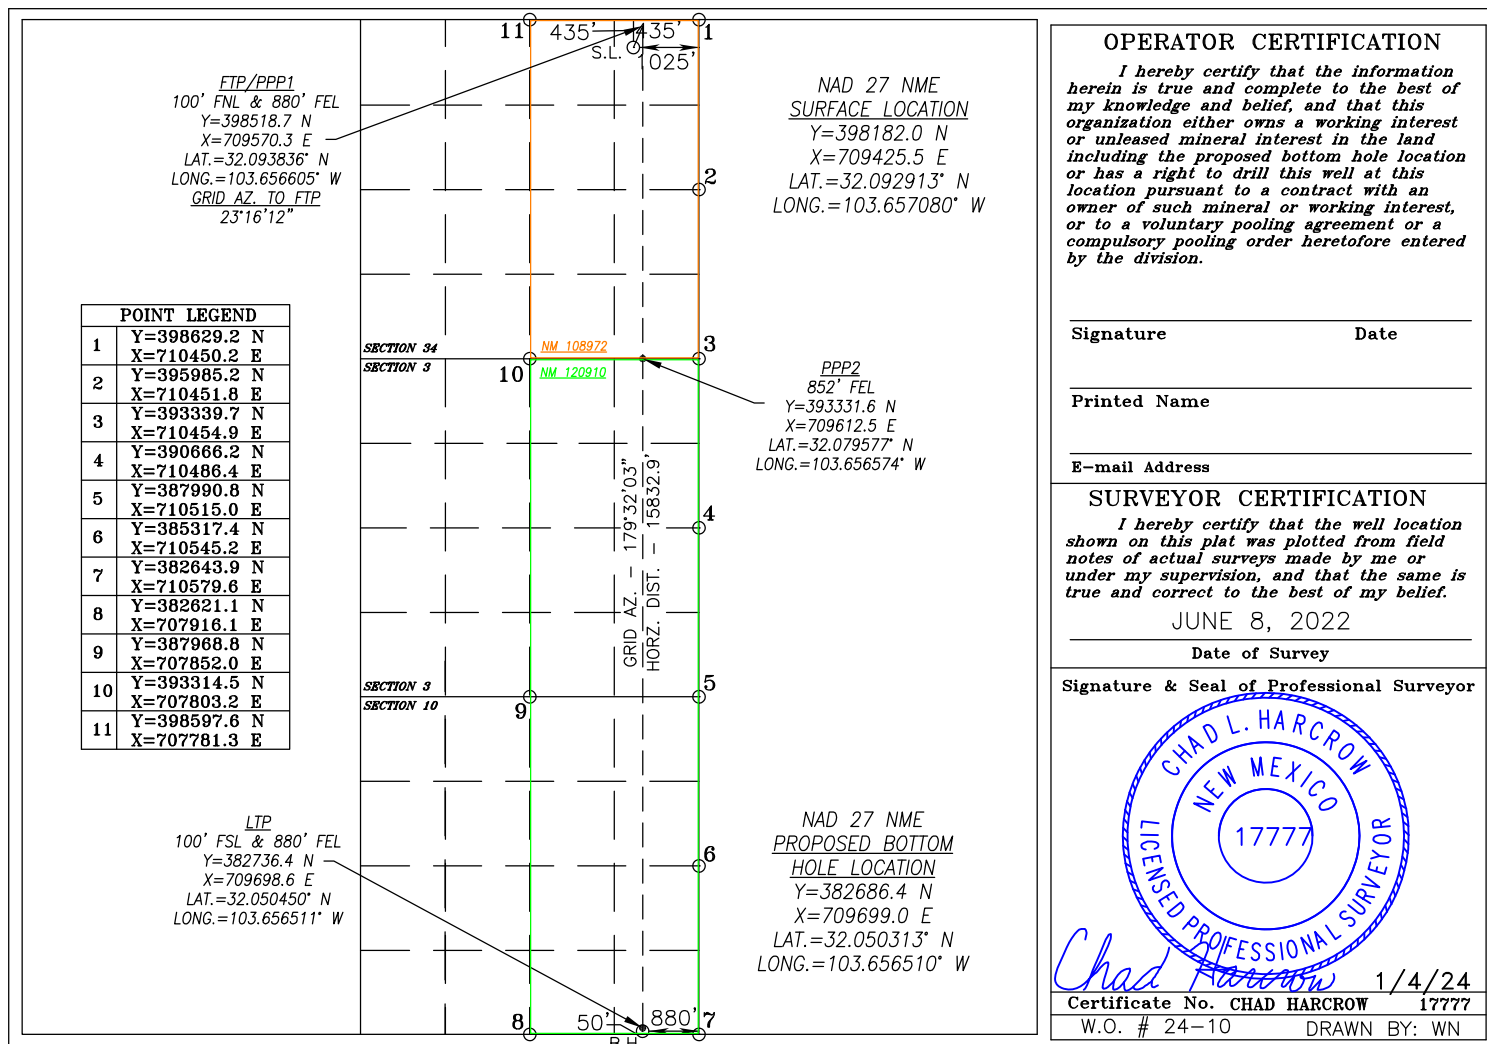 11
435'
435'
1
S.L.
1025'
FTP/PPP1
100' FNL & 880' FEL
Y=398518.7 N
X=709570.3 E
LAT.=32.093836° N
LONG.=103.656605° W
GRID AZ. TO FTP
23°16'12"
NAD 27 NME
SURFACE LOCATION
Y=398182.0 N
X=709425.5 E
LAT.=32.092913° N
LONG.=103.657080° W
2
POINT LEGEND
1 Y=398629.2 N
X=710450.2 E
2 Y=395985.2 N
X=710451.8 E
3 Y=393339.7 N
X=710454.9 E
4 Y=390666.2 N
X=710486.4 E
5 Y=387990.8 N
X=710515.0 E
6 Y=385317.4 N
X=710545.2 E
7 Y=382643.9 N
X=710579.6 E
8 Y=382621.1 N
X=707916.1 E
9 Y=387968.8 N
X=707852.0 E
10 Y=393314.5 N
X=707803.2 E
11 Y=398597.6 N
X=707781.3 E
SECTION 34
SECTION 3
NM 108972
NM 120910
10
3
PPP2
852' FEL
Y=393331.6 N
X=709612.5 E
LAT.=32.079577° N
LONG.=103.656574° W
GRID AZ. - 179°32'03"
HORZ. DIST. - 15832.9'
4
SECTION 3
SECTION 10
9
5
LTP
100' FSL & 880' FEL
Y=382736.4 N
X=709698.6 E
LAT.=32.050450° N
LONG.=103.656511° W
NAD 27 NME
PROPOSED BOTTOM
HOLE LOCATION
Y=382686.4 N
X=709699.0 E
LAT.=32.050313° N
LONG.=103.656510° W
6
8
50'
880'
7
B.H.
OPERATOR CERTIFICATION
I hereby certify that the information
herein is true and complete to the best of
my knowledge and belief, and that this
organization either owns a working interest
or unleased mineral interest in the land
including the proposed bottom hole location
or has a right to drill this well at this
location pursuant to a contract with an
owner of such mineral or working interest,
or to a voluntary pooling agreement or a
compulsory pooling order heretofore entered
by the division.
Signature Date
Printed Name
E-mail Address
SURVEYOR CERTIFICATION
I hereby certify that the well location
shown on this plat was plotted from field
notes of actual surveys made by me or
under my supervision, and that the same is
true and correct to the best of my belief.
JUNE 8, 2022
Date of Survey
Signature & Seal of Professional Surveyor
CHAD L. HARCROW
NEW MEXICO
17777
LICENSED PROFESSIONAL SURVEYOR
Chad Harcrow 1/4/24
Certificate No. CHAD HARCROW 17777
W.O. # 24-10 DRAWN BY: WN